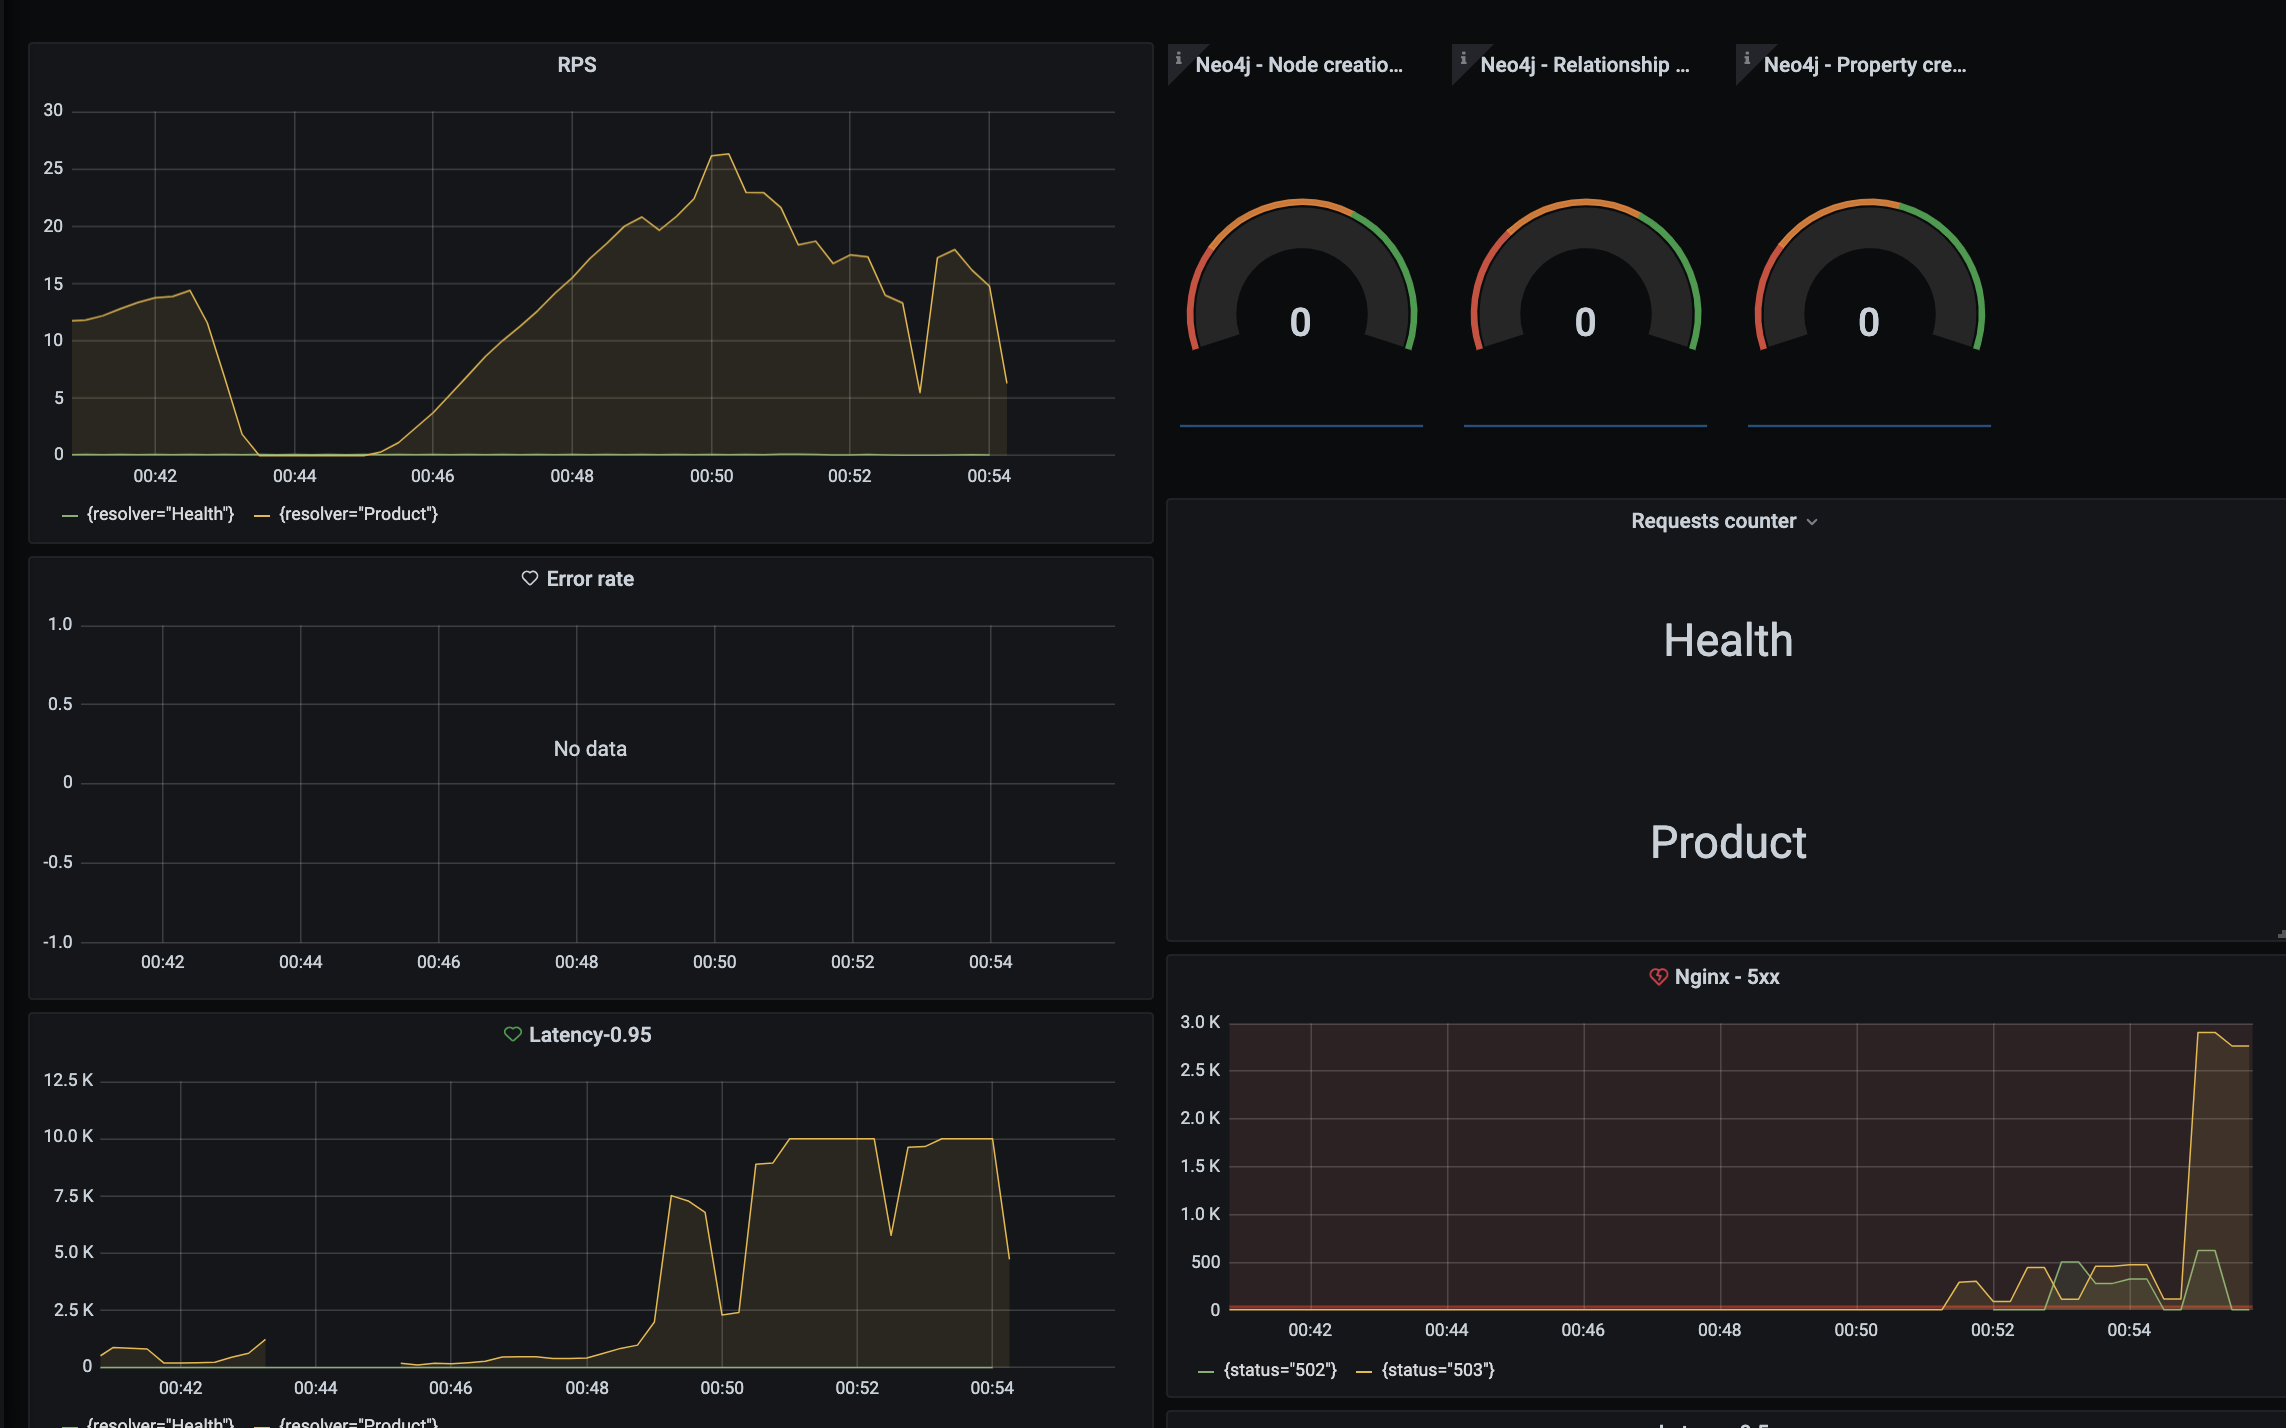 RPS
30
25
20
15
10
5
0
00:42 00:44 00:46 00:48 00:50 00:52 00:54
{resolver="Health"} {resolver="Product"}
Error rate
1.0
0.5
No data
0
-0.5
-1.0
00:42 00:44 00:46 00:48 00:50 00:52 00:54
Latency-0.95
12.5 K
10.0 K
7.5 K
5.0 K
2.5 K
0
00:42 00:44 00:46 00:48 00:50 00:52 00:54
{resolver="Health"} {resolver="Product"}
i Neo4j - Node creatio...
i Neo4j - Relationship ...
i Neo4j - Property cre...
0
0
0
Requests counter
Health
Product
Nginx - 5xx
3.0 K
2.5 K
2.0 K
1.5 K
1.0 K
500
0
00:42 00:44 00:46 00:48 00:50 00:52 00:54
{status="502"} {status="503"}